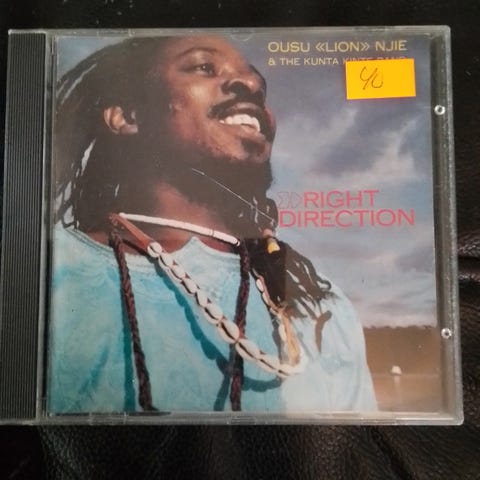 OUSU «LION» NJIE
& THE KUNTA KINTE BAND
40
RIGHT
DIRECTION